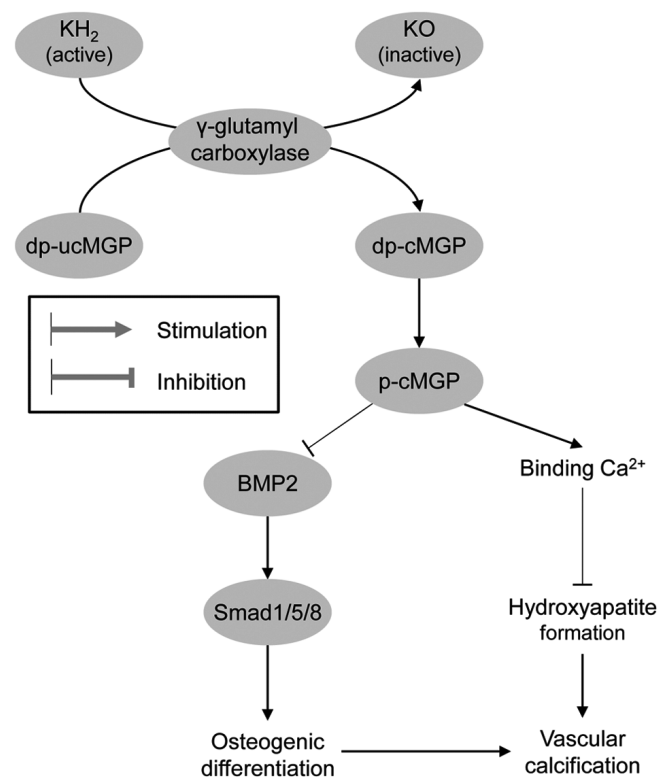 KH₂
(active)
KO
(inactive)
γ-glutamyl
carboxylase
dp-ucMGP
dp-cMGP
Stimulation
Inhibition
p-cMGP
BMP2
Binding Ca²⁺
Smad1/5/8
Hydroxyapatite
formation
Osteogenic
differentiation
Vascular
calcification